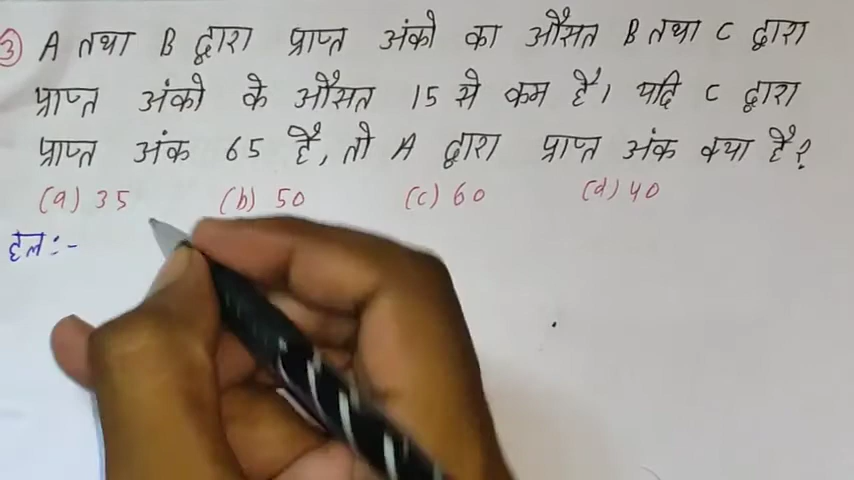 ③ A तथा B द्वारा प्राप्त अंको का औसत B तथा C द्वारा
प्राप्त अंको के औसत 15 से कम है। यदि C द्वारा
प्राप्त अंक 65 है, तो A द्वारा प्राप्त अंक क्या है?
(a) 35 (b) 50 (c) 60 (d) 40
हल :-